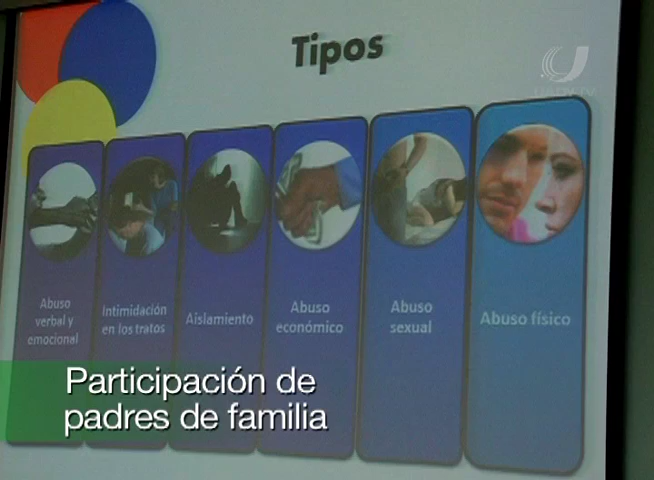 Tipos
Abuso
verbal y
emocional
Intimidación
en los tratos
Aislamiento
Abuso
económico
Abuso
sexual
Abuso físico
Participación de
padres de familia